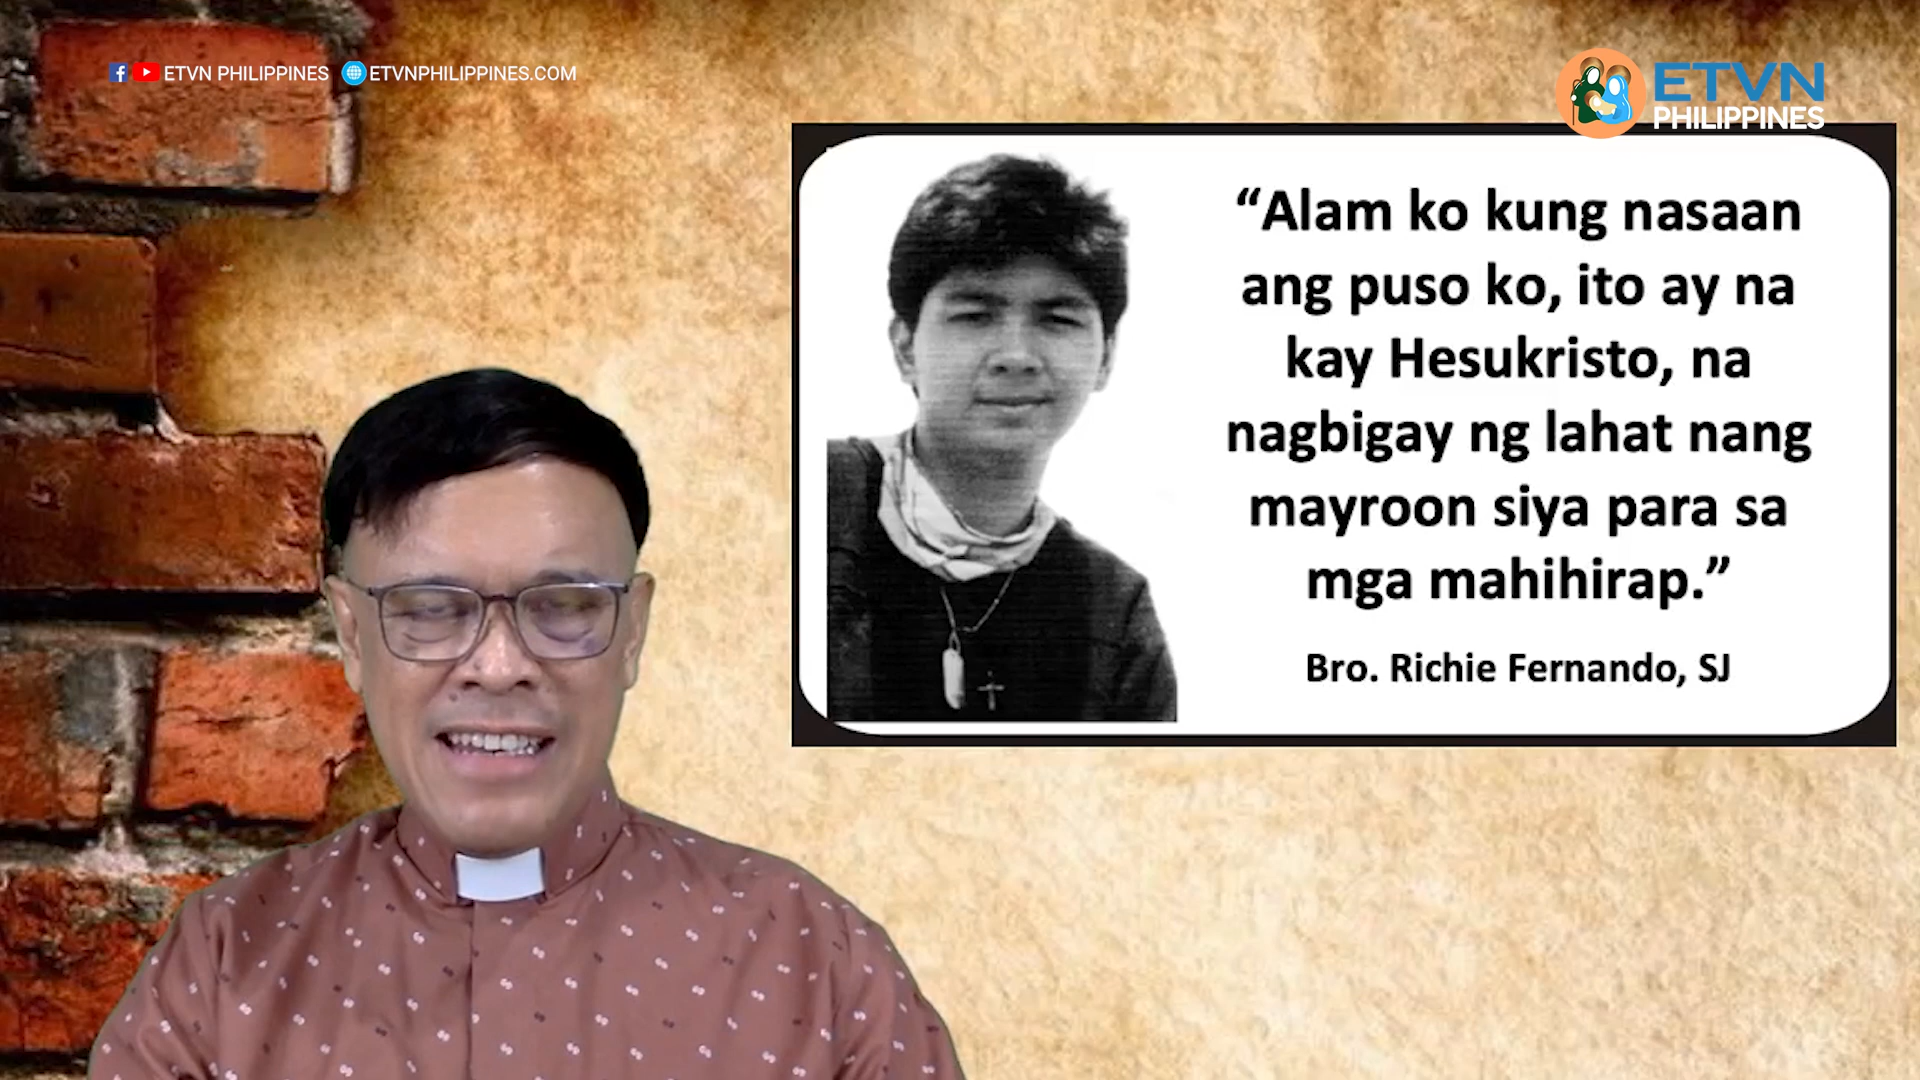 ETVN PHILIPPINES ETVNPHILIPPINES.COM
ETVN
PHILIPPINES
“Alam ko kung nasaan
ang puso ko, ito ay na
kay Hesukristo, na
nagbigay ng lahat nang
mayroon siya para sa
mga mahihirap.”
Bro. Richie Fernando, SJ